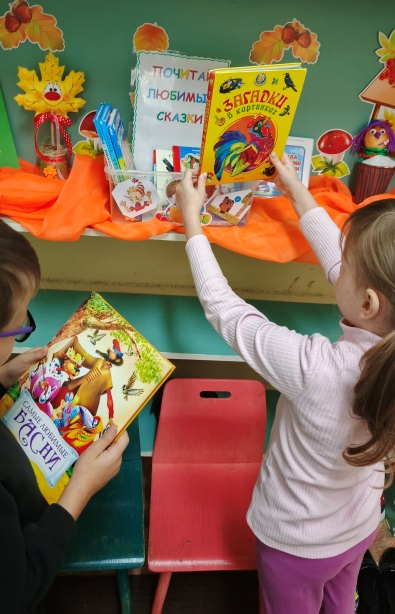 ПОЧИТАЙ
ЛЮБИМЫЕ
СКАЗКИ
ЗАГАДКИ
в картинках
САМЫЕ ЛЮБИМЫЕ
БАСНИ